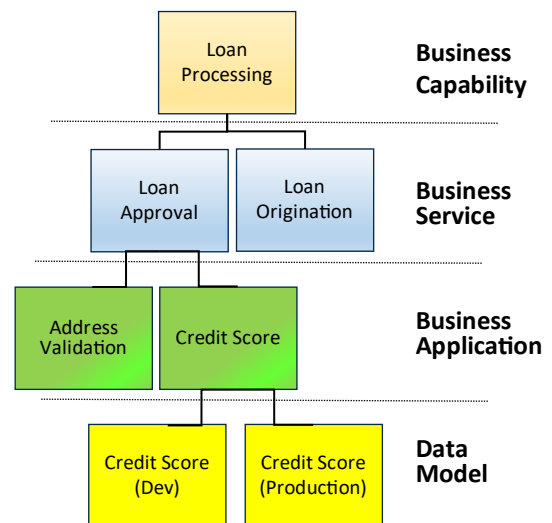 Loan
Processing
Business
Capability
Loan
Approval
Loan
Origination
Business
Service
Address
Validation
Credit Score
Business
Application
Credit Score
(Dev)
Credit Score
(Production)
Data
Model